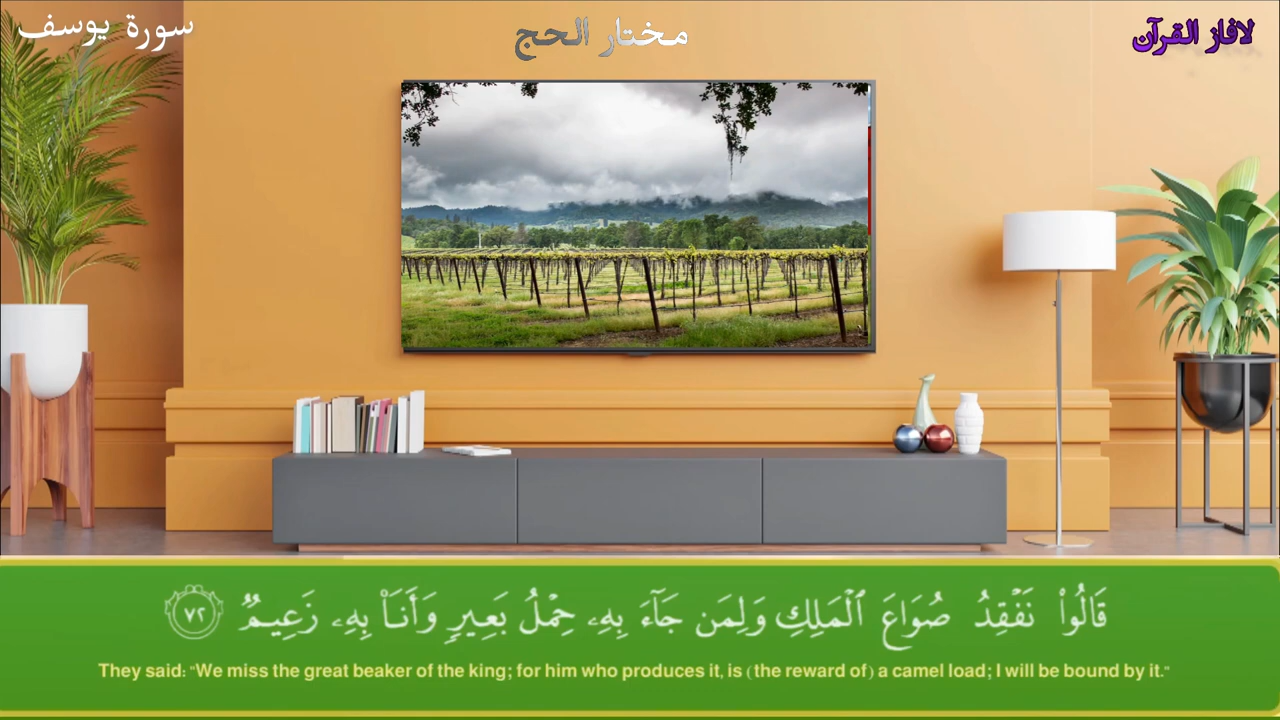 سورة يوسف
مختار الحج
لافاز القرآن
قَالُوا۟ نَفْقِدُ صُوَاعَ ٱلْمَلِكِ وَلِمَن جَآءَ بِهِۦ حِمْلُ بَعِيرٍ وَأَنَا۠ بِهِۦ زَعِيمٌ ٧٢
They said: "We miss the great beaker of the king; for him who produces it, is (the reward of) a camel load; I will be bound by it."